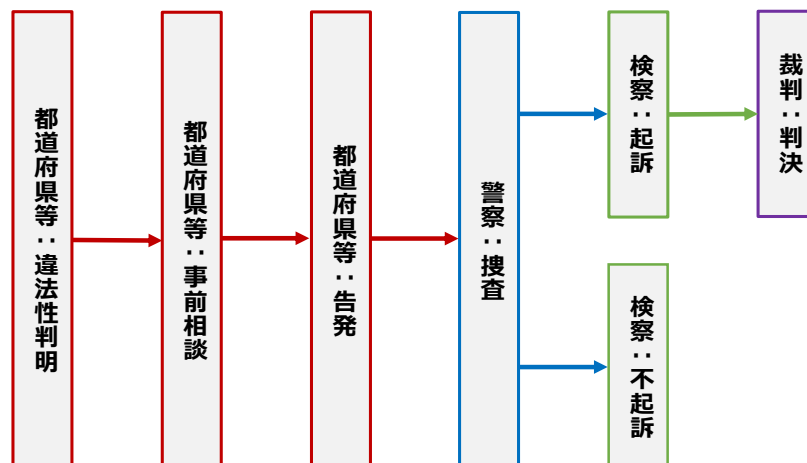 都道府県等：違法性判明
都道府県等：事前相談
都道府県等：告発
警察：捜査
検察：起訴
検察：不起訴
裁判：判決